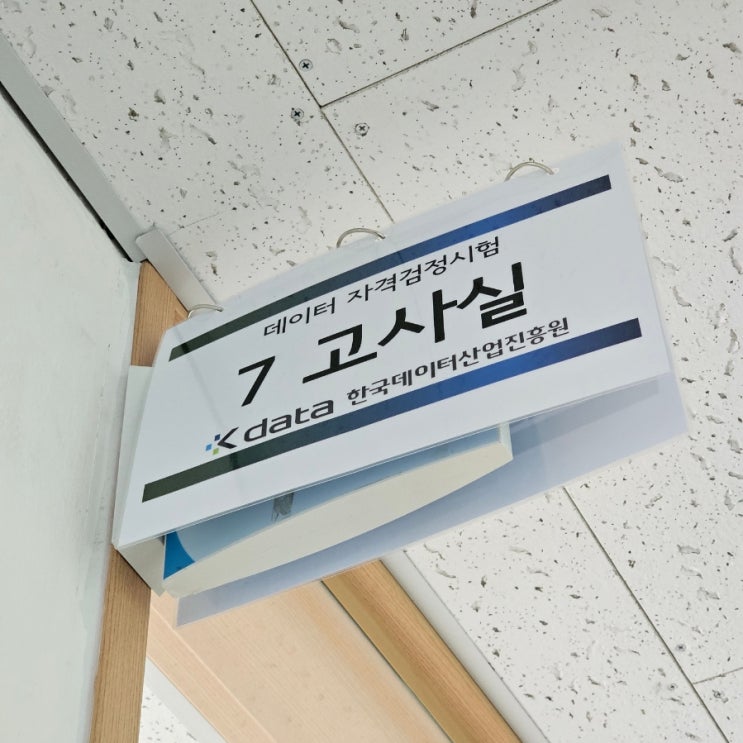 데이터 자격검정시험
7 고사실
Kdata 한국데이터산업진흥원